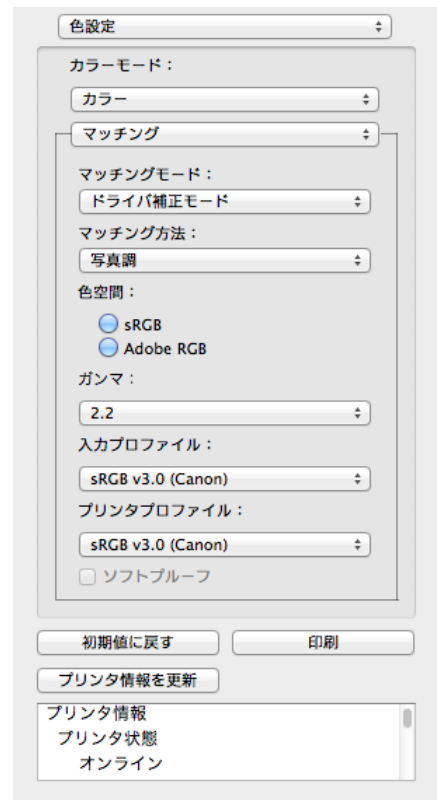 色設定
カラーモード：
カラー
マッチング
マッチングモード：
ドライバ補正モード
マッチング方法：
写真調
色空間：
sRGB
Adobe RGB
ガンマ：
2.2
入力プロファイル：
sRGB v3.0 (Canon)
プリンタプロファイル：
sRGB v3.0 (Canon)
ソフトプルーフ
初期値に戻す 印刷
プリンタ情報を更新
プリンタ情報
プリンタ状態
オンライン